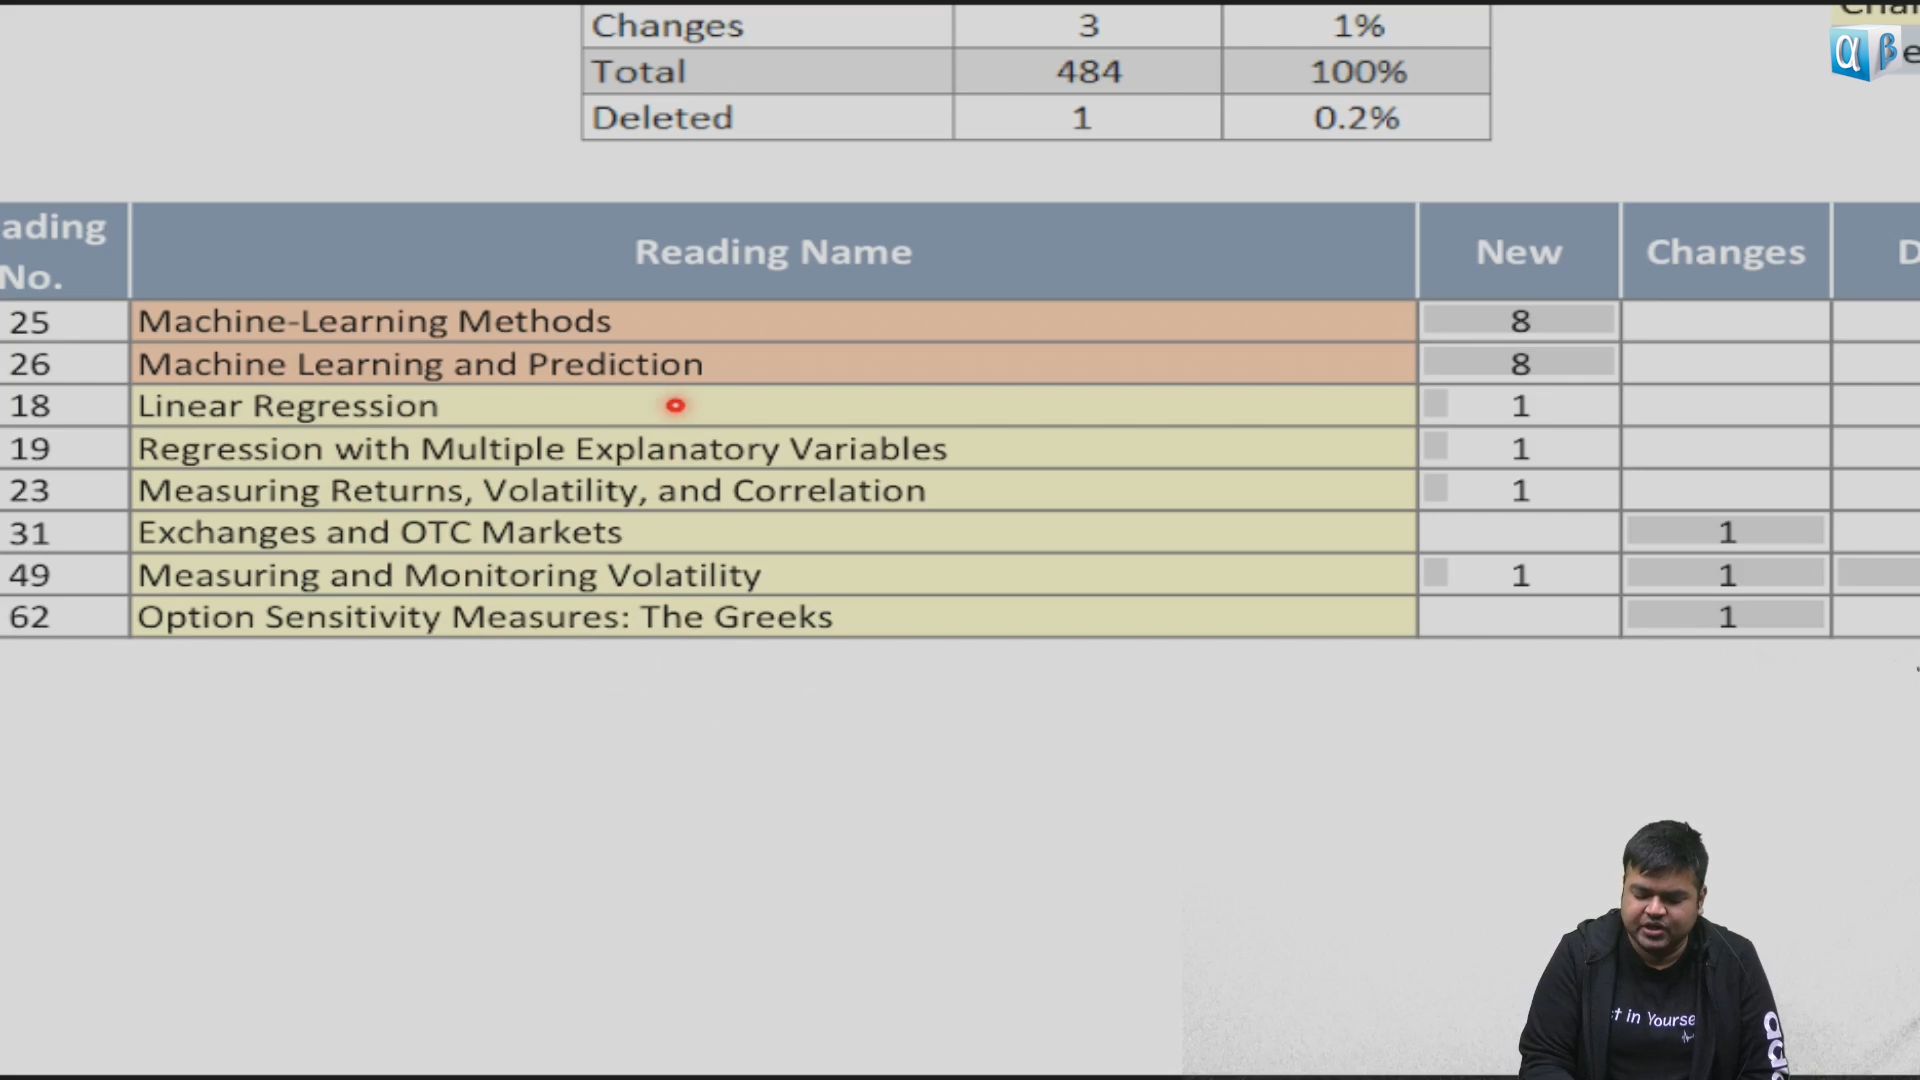 Changes 3 1%
Total 484 100%
Deleted 1 0.2%
α β
ading No. Reading Name New Changes D
25 Machine-Learning Methods 8
26 Machine Learning and Prediction 8
18 Linear Regression 1
19 Regression with Multiple Explanatory Variables 1
23 Measuring Returns, Volatility, and Correlation 1
31 Exchanges and OTC Markets 1
49 Measuring and Monitoring Volatility 1 1
62 Option Sensitivity Measures: The Greeks 1
t in Yourse